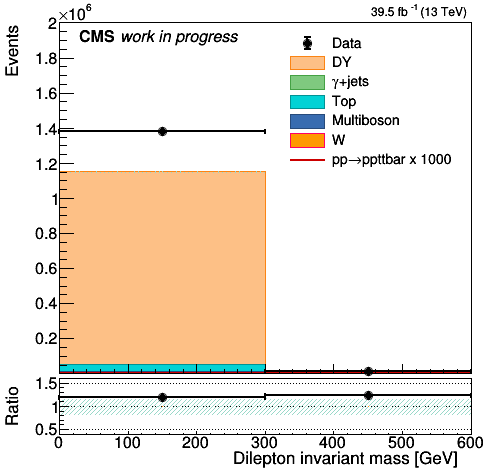 ×10⁶
39.5 fb⁻¹ (13 TeV)
Events
CMS work in progress
2
1.8
1.6
1.4
1.2
1
0.8
0.6
0.4
0.2
Data
DY
γ+jets
Top
Multiboson
W
pp→ppttbar x 1000
Ratio
1.5
1
0.5
0 100 200 300 400 500 600
Dilepton invariant mass [GeV]